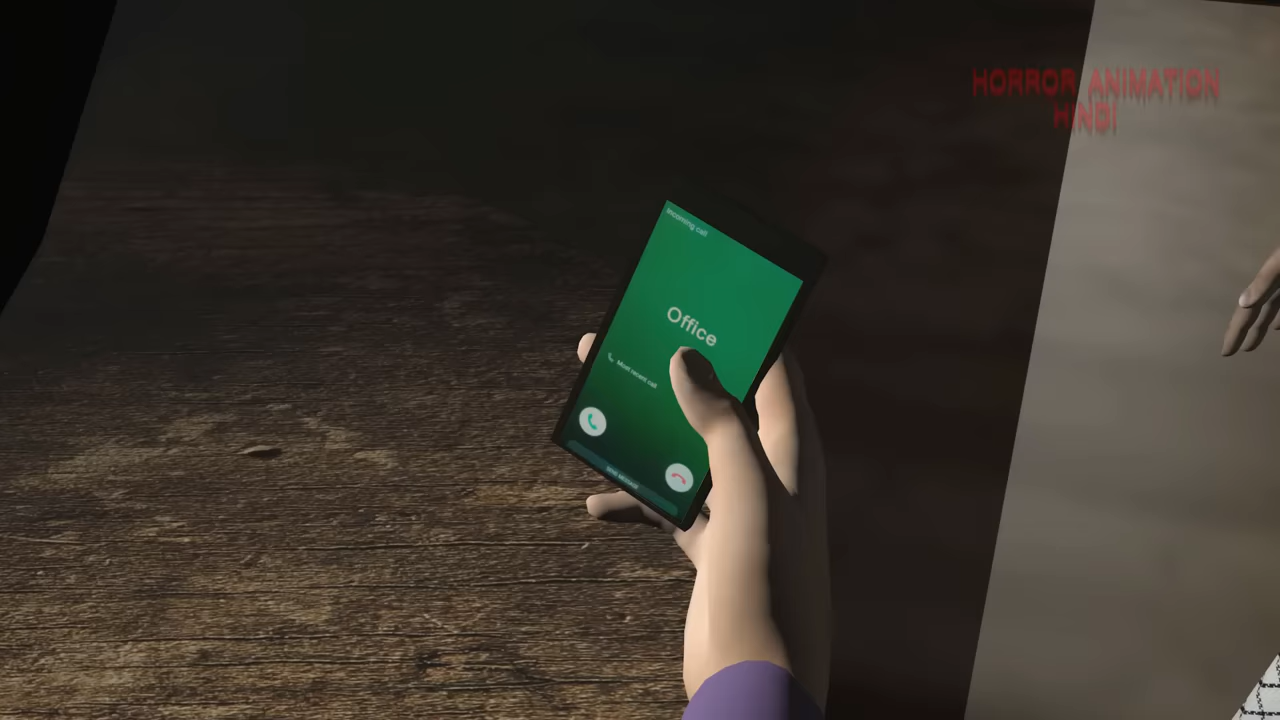 HORROR ANIMATION
HINDI
Incoming call
Office
Most recent call